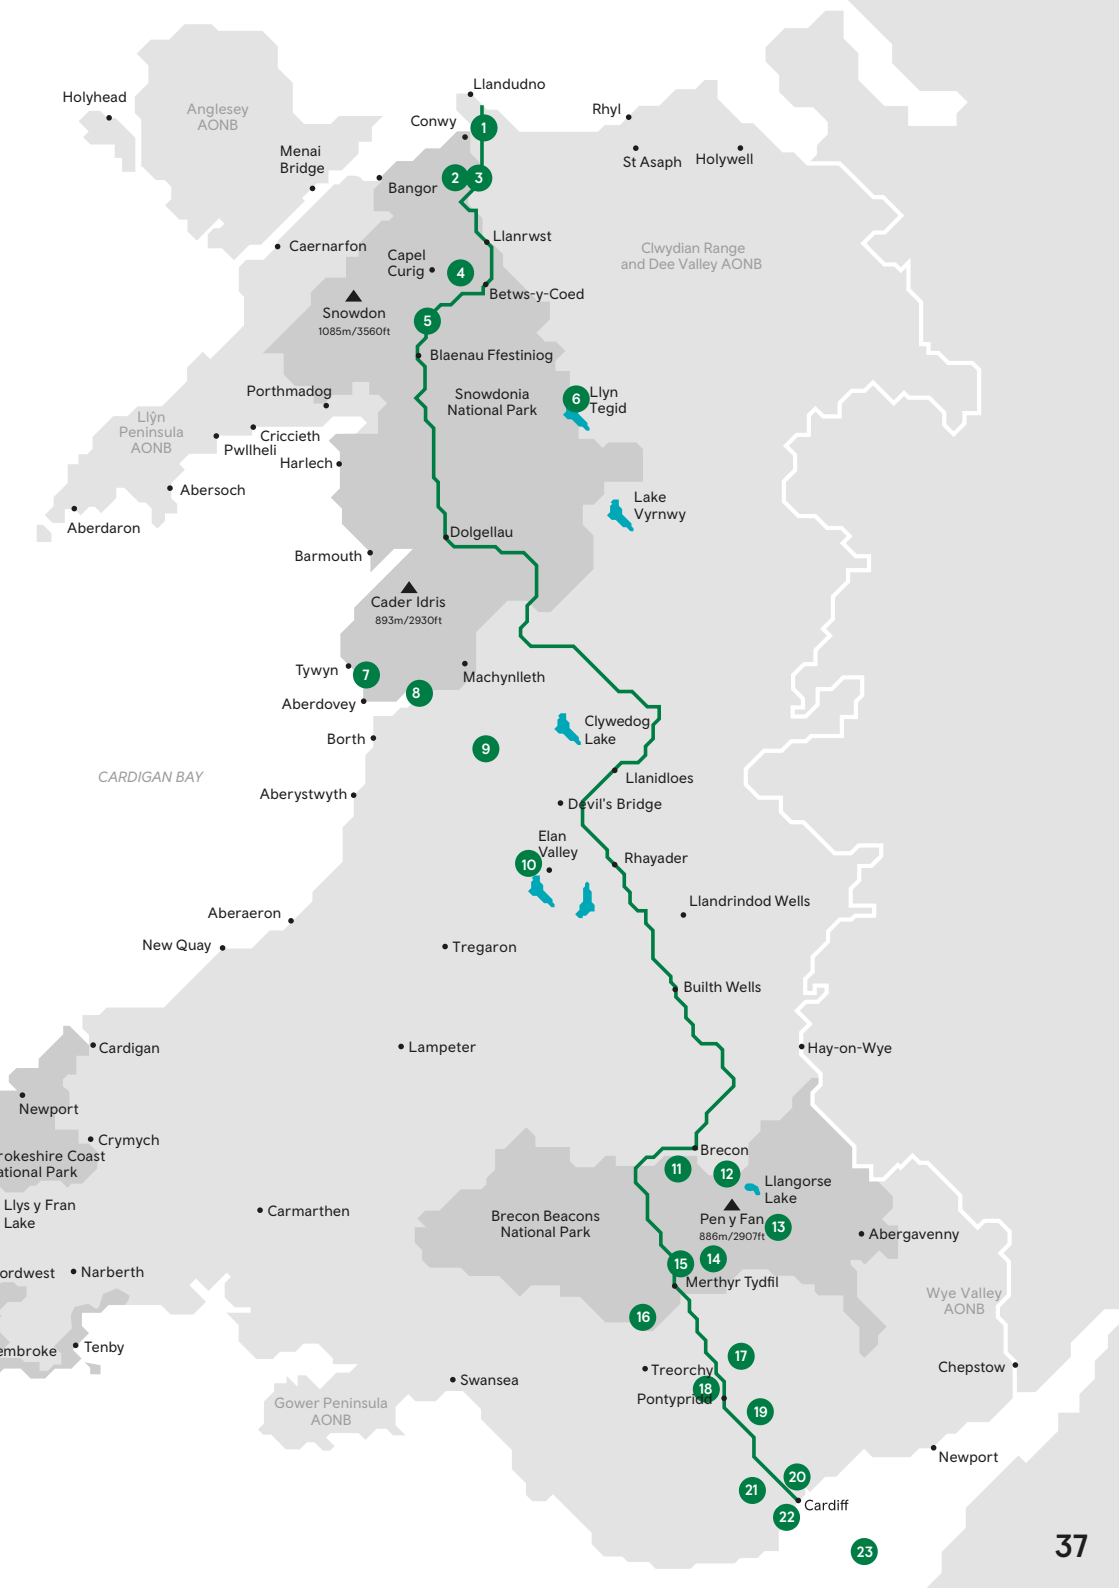 Llandudno
Holyhead
Anglesey
AONB
Rhyl
Conwy
1
Menai
Bridge
St Asaph
Holywell
Bangor
2
3
Llanrwst
Caernarfon
Clwydian Range
and Dee Valley AONB
Capel
Curig
4
Betws-y-Coed
Snowdon
1085m/3560ft
5
Blaenau Ffestiniog
Porthmadog
Snowdonia
National Park
6
Llyn
Tegid
Llŷn
Peninsula
AONB
Criccieth
Pwllheli
Harlech
Abersoch
Lake
Vyrnwy
Aberdaron
Dolgellau
Barmouth
Cader Idris
893m/2930ft
Tywyn
7
Machynlleth
8
Aberdovey
Clywedog
Lake
Borth
9
CARDIGAN BAY
Llanidloes
Aberystwyth
Devil's Bridge
Elan
Valley
10
Rhayader
Llandrindod Wells
Aberaeron
New Quay
Tregaron
Builth Wells
Cardigan
Lampeter
Hay-on-Wye
Newport
Crymych
rokeshire Coast
ational Park
Brecon
11
12
Llangorse
Lake
Llys y Fran
Lake
Carmarthen
Brecon Beacons
National Park
Pen y Fan
886m/2907ft
13
Abergavenny
14
15
ordwest
Narberth
Merthyr Tydfil
Wye Valley
AONB
16
embroke
Tenby
17
Treorchy
Chepstow
Swansea
18
Pontypridd
Gower Peninsula
AONB
19
Newport
20
21
Cardiff
22
23
37